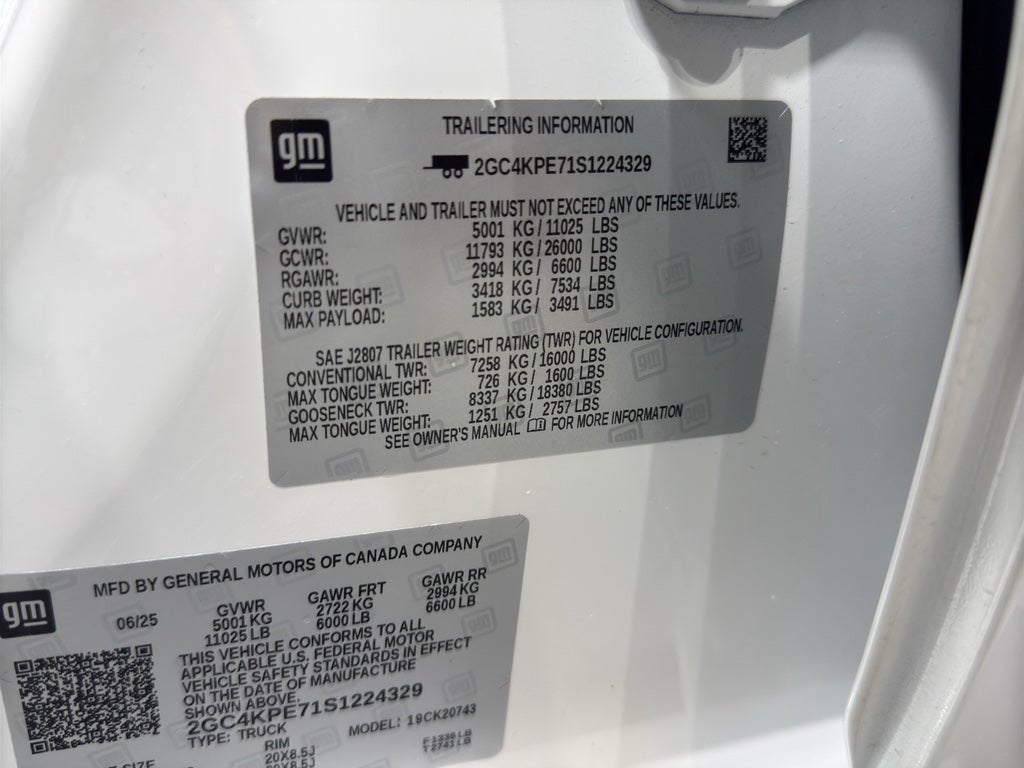 gm
TRAILERING INFORMATION
2GC4KPE71S1224329
VEHICLE AND TRAILER MUST NOT EXCEED ANY OF THESE VALUES.
GVWR: 5001 KG / 11025 LBS
GCWR: 11793 KG / 26000 LBS
RGAWR: 2994 KG / 6600 LBS
CURB WEIGHT: 3418 KG / 7534 LBS
MAX PAYLOAD: 1583 KG / 3491 LBS
SAE J2807 TRAILER WEIGHT RATING (TWR) FOR VEHICLE CONFIGURATION.
CONVENTIONAL TWR: 7258 KG / 16000 LBS
MAX TONGUE WEIGHT: 726 KG / 1600 LBS
GOOSENECK TWR: 8337 KG / 18380 LBS
MAX TONGUE WEIGHT: 1251 KG / 2757 LBS
SEE OWNER'S MANUAL FOR MORE INFORMATION
gm
MFD BY GENERAL MOTORS OF CANADA COMPANY
06/25 GVWR GAWR FRT GAWR RR
5001 KG 2722 KG 2994 KG
11025 LB 6000 LB 6600 LB
THIS VEHICLE CONFORMS TO ALL
APPLICABLE U.S. FEDERAL MOTOR
VEHICLE SAFETY STANDARDS IN EFFECT
ON THE DATE OF MANUFACTURE
SHOWN ABOVE.
2GC4KPE71S1224329
TYPE: TRUCK MODEL: 19CK20743
RIM F1336 LB
20X8.5J T2741 LB
20X8.5J